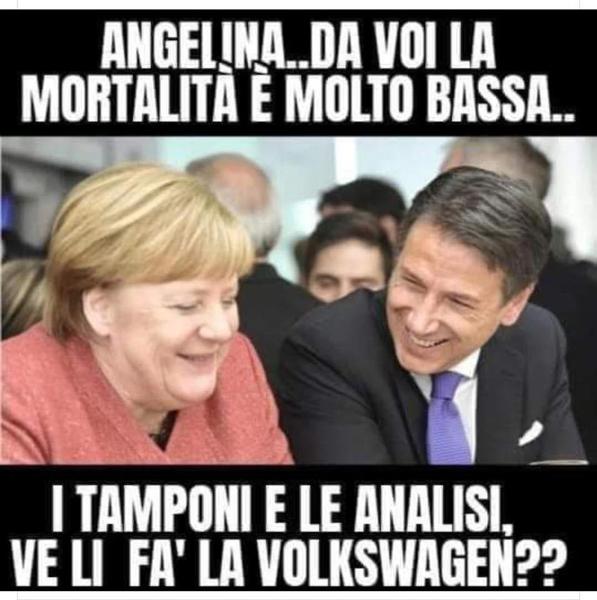 ANGELINA..DA VOI LA
MORTALITÀ È MOLTO BASSA..
I TAMPONI E LE ANALISI,
VE LI FA' LA VOLKSWAGEN??